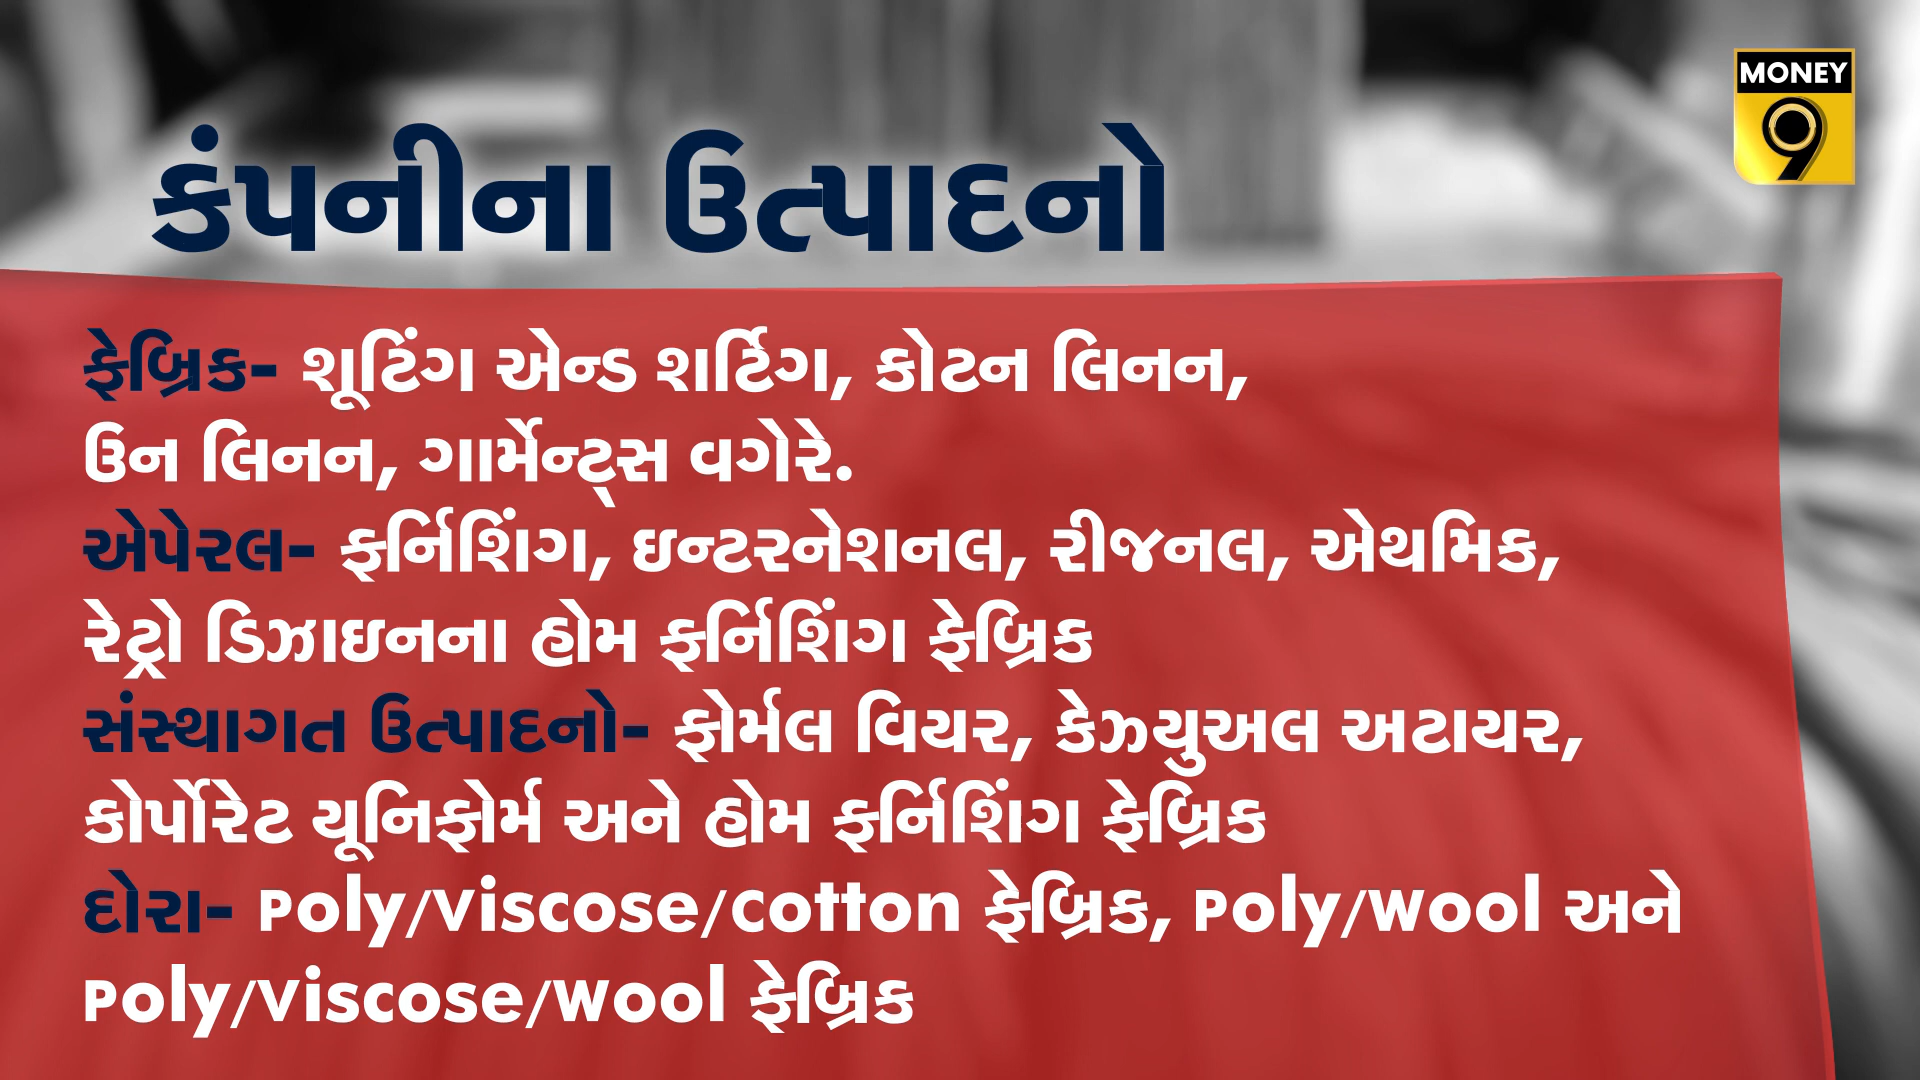 MONEY
9
કંપનીના ઉત્પાદનો
ફેબ્રિક- શૂટિંગ એન્ડ શર્ટિગ, કોટન લિનન,
ઉન લિનન, ગાર્મેન્ટ્સ વગેરે.
એપેરલ- ફર્નિશિંગ, ઇન્ટરનેશનલ, રીજનલ, એથમિક,
રેટ્રો ડિઝાઇનના હોમ ફર્નિશિંગ ફેબ્રિક
સંસ્થાગત ઉત્પાદનો- ફોર્મલ વિયર, કેઝ્યુઅલ અટાયર,
કોર્પોરેટ યૂનિફોર્મ અને હોમ ફર્નિશિંગ ફેબ્રિક
દોરા- Poly/Viscose/Cotton ફેબ્રિક, Poly/Wool અને
Poly/Viscose/Wool ફેબ્રિક